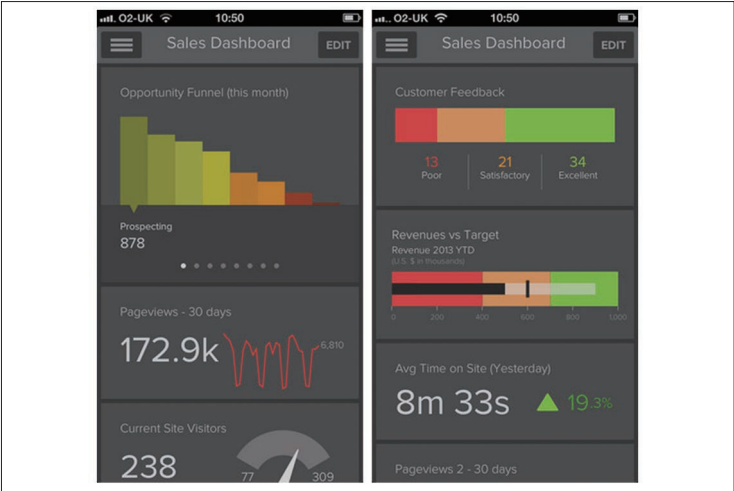 O2-UK 10:50
Sales Dashboard EDIT
Opportunity Funnel (this month)
Prospecting
878
Pageviews - 30 days
172.9k 6,810
Current Site Visitors
238 77 309
O2-UK 10:50
Sales Dashboard EDIT
Customer Feedback
13 21 34
Poor Satisfactory Excellent
Revenues vs Target
Revenue 2013 YTD
(U.S. $ in thousands)
0 200 400 600 800 1,000
Avg Time on Site (Yesterday)
8m 33s 19.3%
Pageviews 2 - 30 days